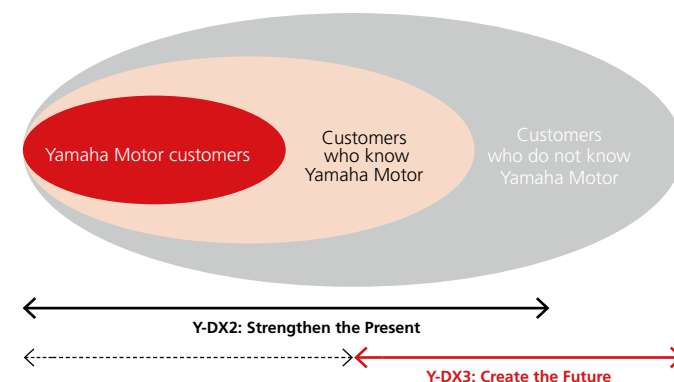 Yamaha Motor customers
Customers
who know
Yamaha Motor
Customers
who do not know
Yamaha Motor
Y-DX2: Strengthen the Present
Y-DX3: Create the Future